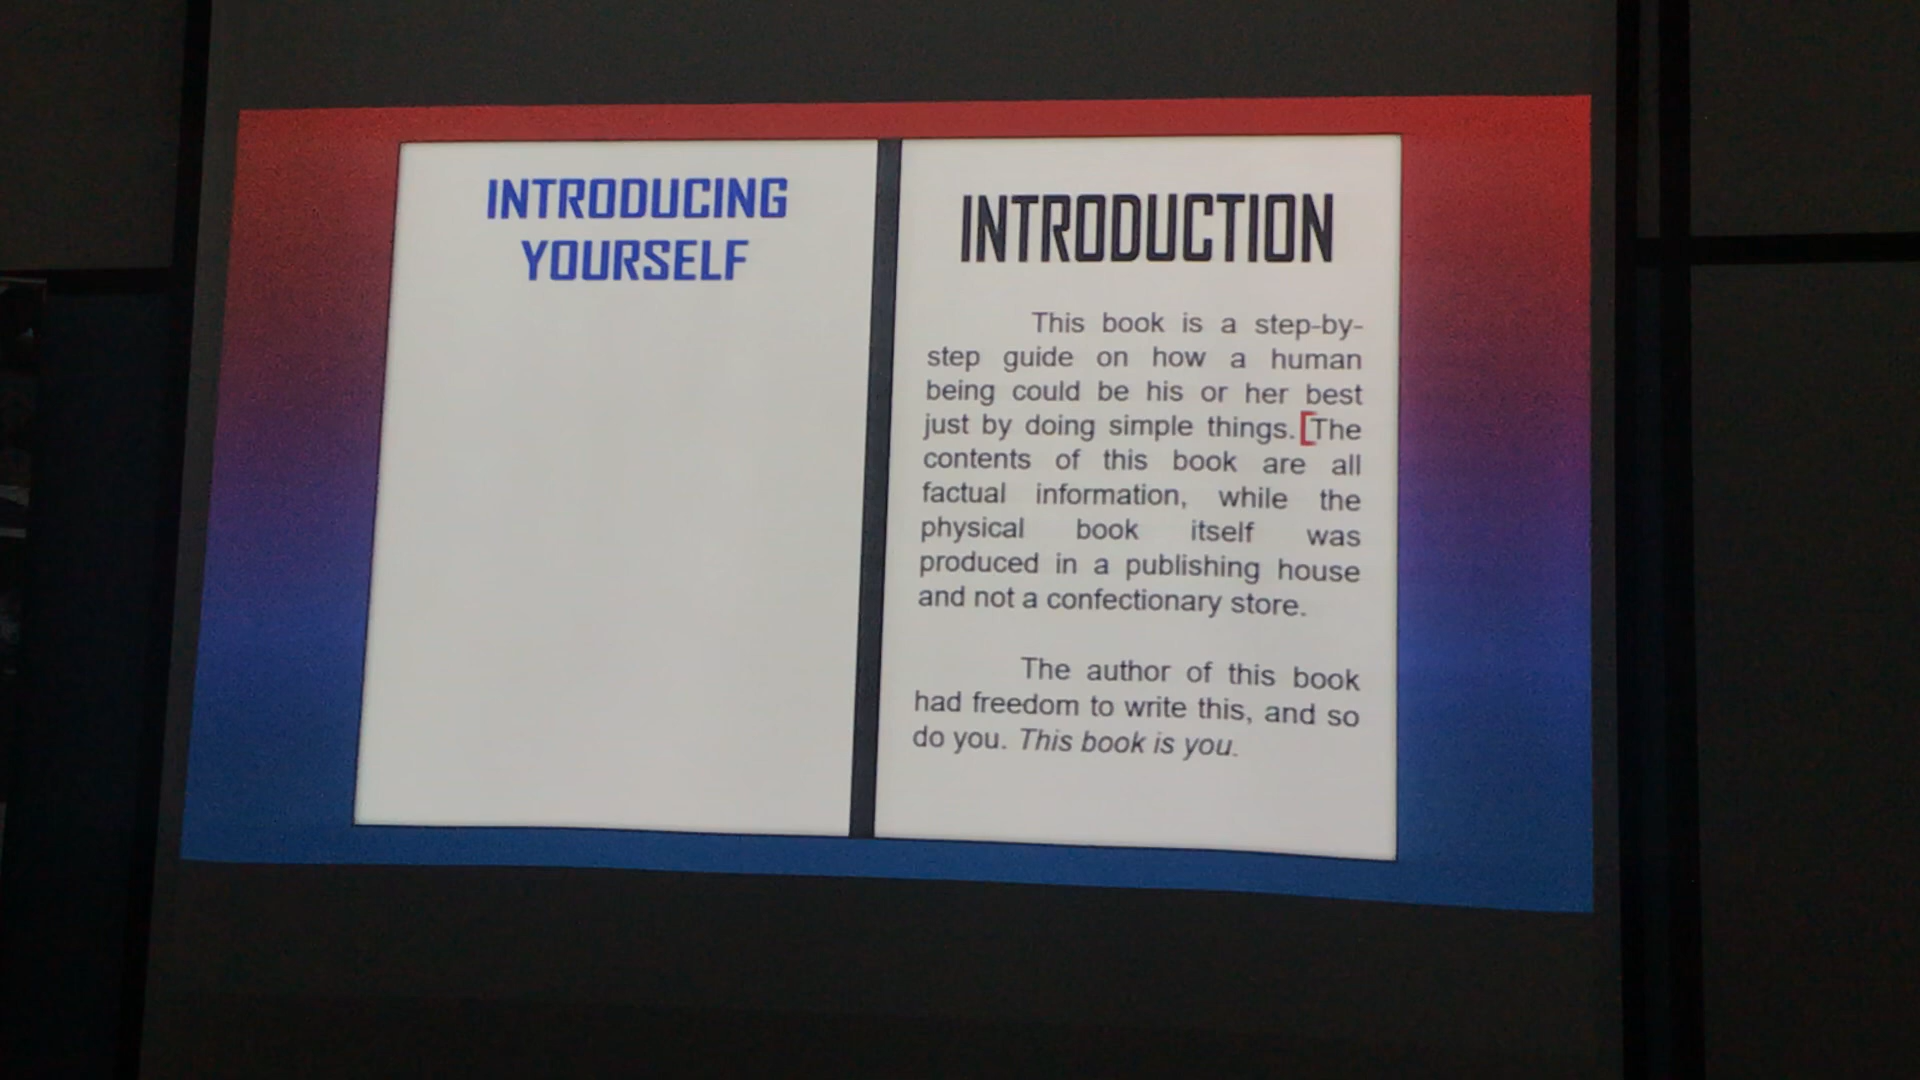 INTRODUCING
YOURSELF
INTRODUCTION
This book is a step-by-
step guide on how a human
being could be his or her best
just by doing simple things. [The
contents of this book are all
factual information, while the
physical book itself was
produced in a publishing house
and not a confectionary store.
The author of this book
had freedom to write this, and so
do you. This book is you.